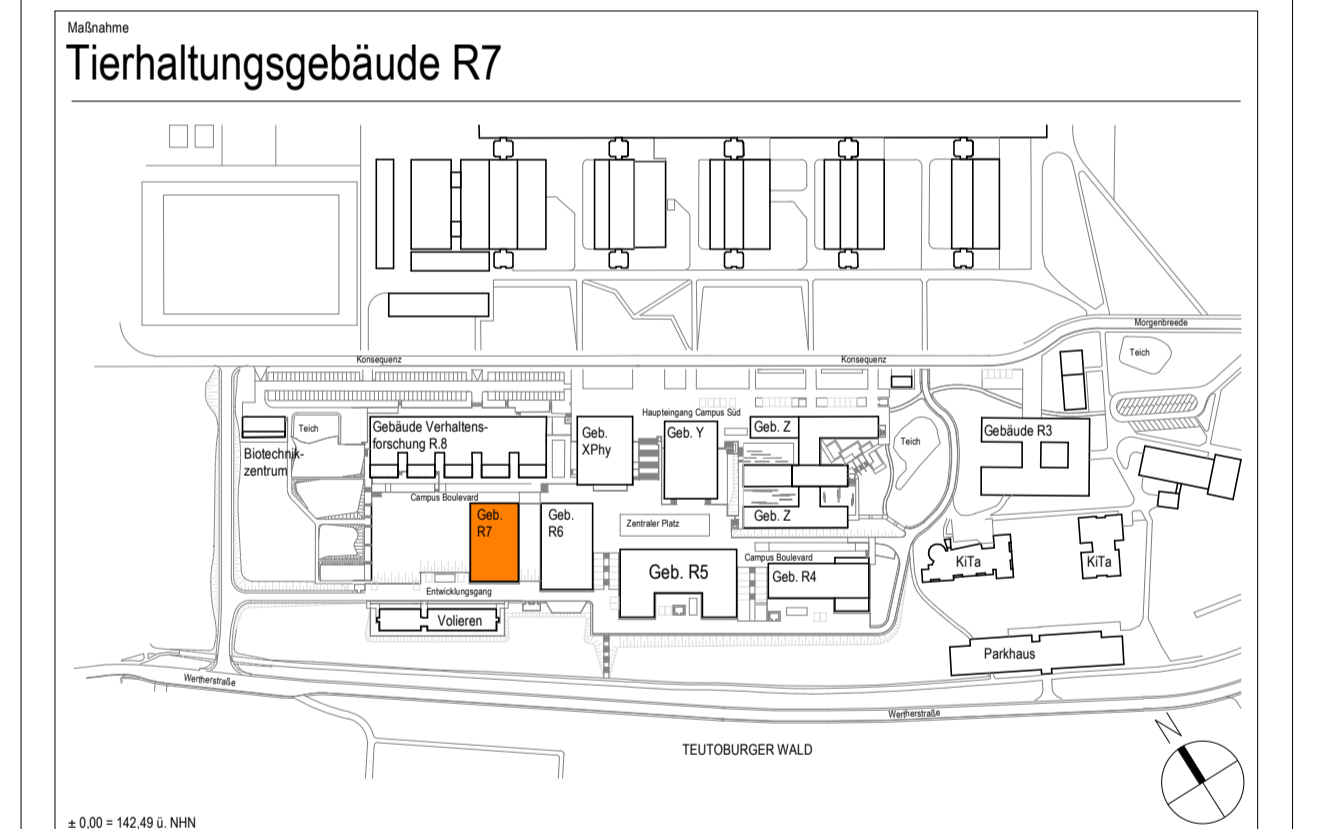 Maßnahme
Tierhaltungsgebäude R7
Morgenbreede
Teich
Konsequenz
Konsequenz
Haupteingang Campus Süd
Teich
Gebäude Verhaltens-
forschung R.8
Geb.
XPhy
Geb. Y
Geb. Z
Teich
Gebäude R3
Biotechnik-
zentrum
Campus Boulevard
Geb.
R7
Geb.
R6
Zentraler Platz
Geb. Z
Campus Boulevard
Geb. R5
Geb. R4
KiTa
KiTa
Entwicklungsgang
Volieren
Parkhaus
Wertherstraße
Wertherstraße
TEUTOBURGER WALD
N
± 0,00 = 142,49 ü. NHN